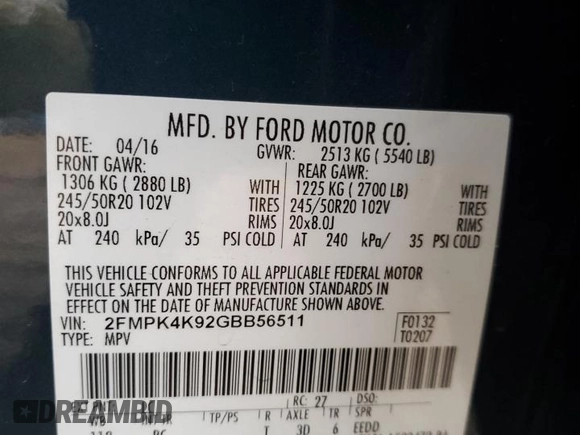 MFD. BY FORD MOTOR CO.
DATE: 04/16 GVWR: 2513 KG ( 5540 LB)
FRONT GAWR: REAR GAWR:
1306 KG ( 2880 LB) WITH 1225 KG ( 2700 LB) WITH
245/50R20 102V TIRES 245/50R20 102V TIRES
20x8.0J RIMS 20x8.0J RIMS
AT 240 kPa/ 35 PSI COLD AT 240 kPa/ 35 PSI COLD
THIS VEHICLE CONFORMS TO ALL APPLICABLE FEDERAL MOTOR
VEHICLE SAFETY AND THEFT PREVENTION STANDARDS IN
EFFECT ON THE DATE OF MANUFACTURE SHOWN ABOVE.
VIN: 2FMPK4K92GBB56511 F0132
TYPE: MPV T0207
RC: 27 DSO:
TP/PS R AXLE TR SPR
T 3D 6 EEDD
DREAMBID